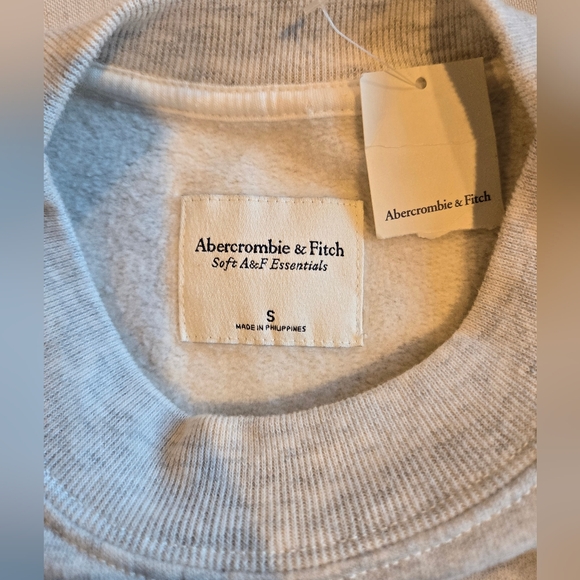 Abercrombie & Fitch
Abercrombie & Fitch
Soft A&F Essentials
S
MADE IN PHILIPPINES